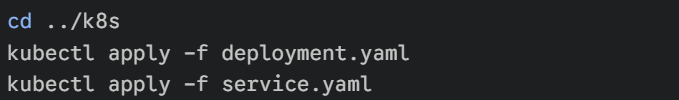 cd ../k8s
kubectl apply -f deployment.yaml
kubectl apply -f service.yaml